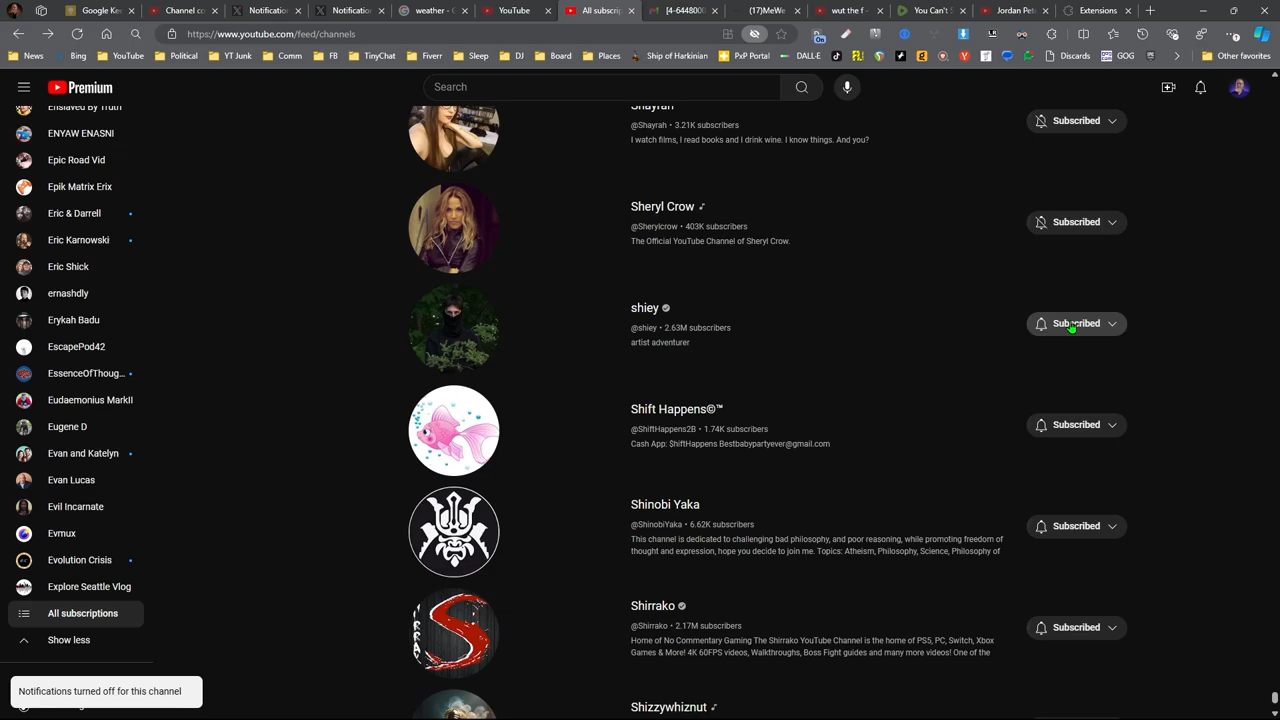 Google Kee
Channel co
Notification
Notification
weather - G
YouTube
All subscrip
[4-6448000
(17)MeWe
wut the f -
You Can't S
Jordan Pet
Extensions
https://www.youtube.com/feed/channels
News
Bing
YouTube
Political
YT Junk
Comm
TinyChat
Fiverr
Sleep
DJ
Board
Places
Ship of Harkinian
PxP Portal
DALL-E
Discards
GOG
Other favorites
Premium
Search
Enslaved By Truth
ENYAW ENASNI
Epic Road Vid
Epik Matrix Erix
Eric & Darrell
Eric Karnowski
Eric Shick
ernashdly
Erykah Badu
EscapePod42
EssenceOfThoug...
Eudaemonius MarkII
Eugene D
Evan and Katelyn
Evan Lucas
Evil Incarnate
Evmux
Evolution Crisis
Explore Seattle Vlog
All subscriptions
Show less
Notifications turned off for this channel
Shayrah
@Shayrah • 3.21K subscribers
I watch films, I read books and I drink wine. I know things. And you?
Subscribed
Sheryl Crow
@Sherylcrow • 403K subscribers
The Official YouTube Channel of Sheryl Crow.
Subscribed
shiey
@shiey • 2.63M subscribers
artist adventurer
Subscribed
Shift Happens©™
@ShiftHappens2B • 1.74K subscribers
Cash App: $hiftHappens Bestbabypartyever@gmail.com
Subscribed
Shinobi Yaka
@ShinobiYaka • 6.62K subscribers
This channel is dedicated to challenging bad philosophy, and poor reasoning, while promoting freedom of
thought and expression, hope you decide to join me. Topics: Atheism, Philosophy, Science, Philosophy of
Subscribed
Shirrako
@Shirrako • 2.17M subscribers
Home of No Commentary Gaming The Shirrako YouTube Channel is the home of PS5, PC, Switch, Xbox
Games & More! 4K 60FPS videos, Walkthroughs, Boss Fight guides and many more videos! One of the
Subscribed
Shizzywhiznut